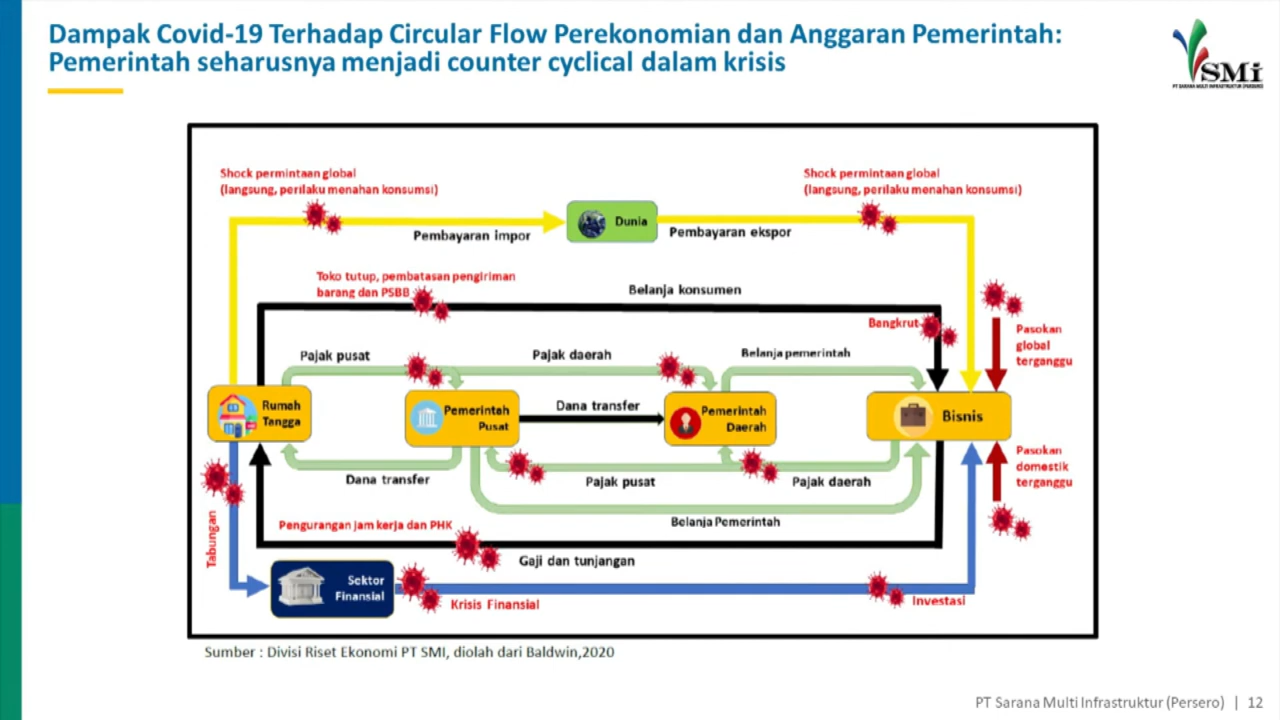 Dampak Covid-19 Terhadap Circular Flow Perekonomian dan Anggaran Pemerintah:
Pemerintah seharusnya menjadi counter cyclical dalam krisis
SMi
PT SARANA MULTI INFRASTRUKTUR (PERSERO)
Shock permintaan global
(langsung, perilaku menahan konsumsi)
Shock permintaan global
(langsung, perilaku menahan konsumsi)
Dunia
Pembayaran impor
Pembayaran ekspor
Toko tutup, pembatasan pengiriman
barang dan PSBB
Belanja konsumen
Bangkrut
Pasokan
global
terganggu
Pajak pusat
Pajak daerah
Belanja pemerintah
Rumah
Tangga
Pemerintah
Pusat
Dana transfer
Pemerintah
Daerah
Bisnis
Dana transfer
Pajak pusat
Pajak daerah
Pasokan
domestik
terganggu
Belanja Pemerintah
Pengurangan jam kerja dan PHK
Tabungan
Gaji dan tunjangan
Sektor
Finansial
Krisis Finansial
Investasi
Sumber : Divisi Riset Ekonomi PT SMI, diolah dari Baldwin,2020
PT Sarana Multi Infrastruktur (Persero) | 12